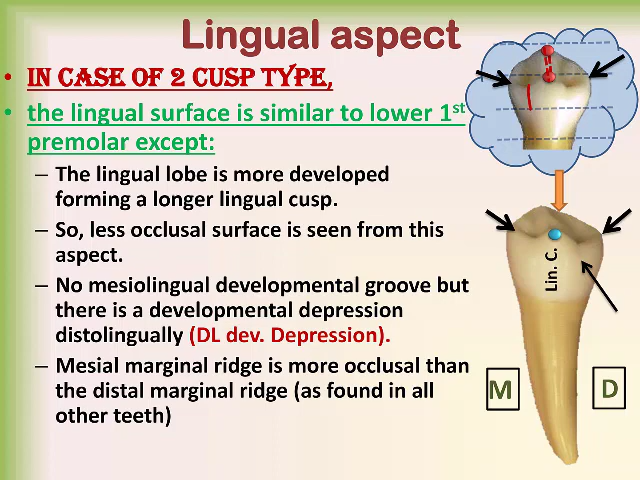 Lingual aspect
• IN CASE OF 2 CUSP TYPE,
• the lingual surface is similar to lower 1st
premolar except:
– The lingual lobe is more developed
forming a longer lingual cusp.
– So, less occlusal surface is seen from this
aspect.
– No mesiolingual developmental groove but
there is a developmental depression
distolingually (DL dev. Depression).
– Mesial marginal ridge is more occlusal than
the distal marginal ridge (as found in all
other teeth)
Lin. C.
M
D